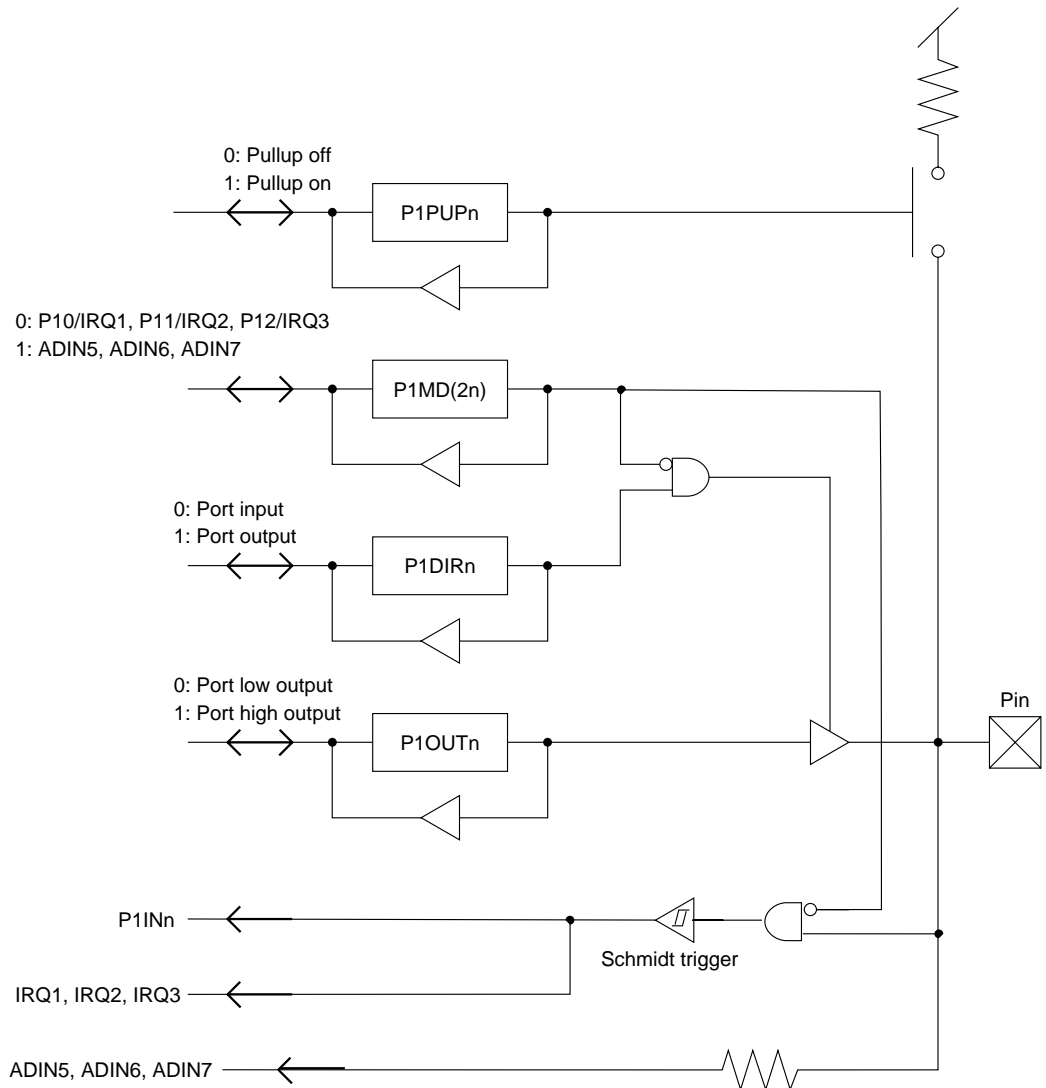 0: Pullup off
1: Pullup on
P1PUPn
0: P10/IRQ1, P11/IRQ2, P12/IRQ3
1: ADIN5, ADIN6, ADIN7
P1MD(2n)
0: Port input
1: Port output
P1DIRn
0: Port low output
1: Port high output
P1OUTn
Pin
P1INn
Schmidt trigger
IRQ1, IRQ2, IRQ3
ADIN5, ADIN6, ADIN7